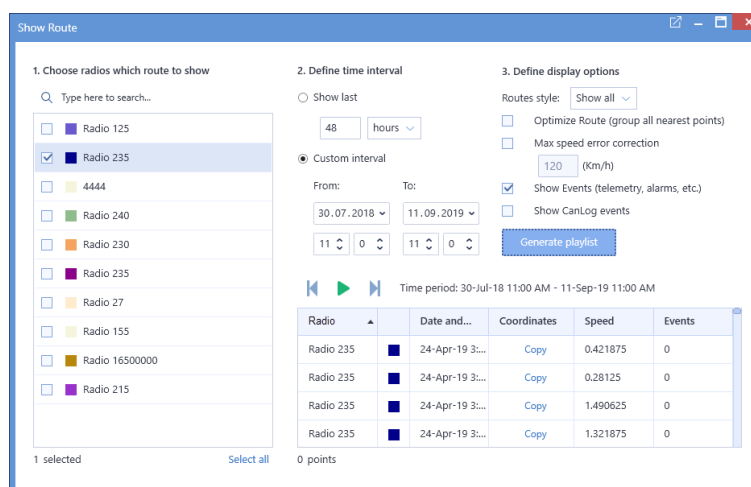 Show Route
1. Choose radios which route to show
Type here to search...
Radio 125
Radio 235
4444
Radio 240
Radio 230
Radio 235
Radio 27
Radio 155
Radio 16500000
Radio 215
1 selected
Select all
2. Define time interval
Show last
48 hours
Custom interval
From: To:
30.07.2018 11.09.2019
11 0 11 0
3. Define display options
Routes style: Show all
Optimize Route (group all nearest points)
Max speed error correction
120 (Km/h)
Show Events (telemetry, alarms, etc.)
Show CanLog events
Generate playlist
Time period: 30-Jul-18 11:00 AM - 11-Sep-19 11:00 AM
Radio Date and... Coordinates Speed Events
Radio 235 24-Apr-19 3:... Copy 0.421875 0
Radio 235 24-Apr-19 3:... Copy 0.28125 0
Radio 235 24-Apr-19 3:... Copy 1.490625 0
Radio 235 24-Apr-19 3:... Copy 1.321875 0
0 points